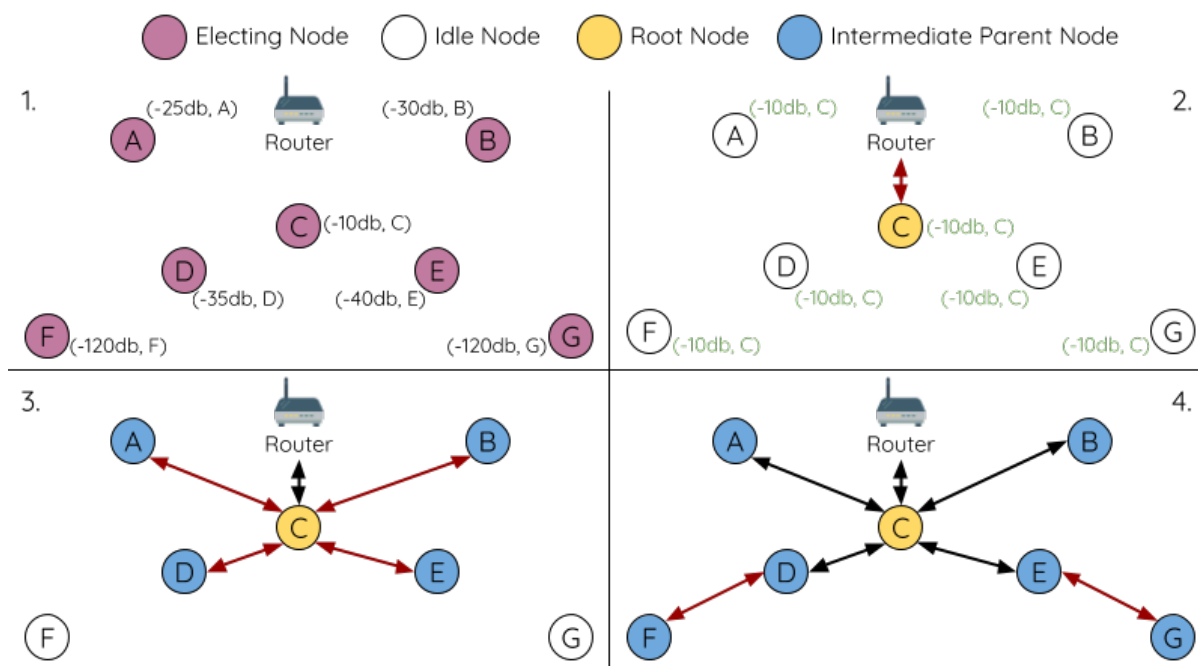 Electing Node
Idle Node
Root Node
Intermediate Parent Node
1.
(-25db, A)
(-30db, B)
A
Router
B
C
(-10db, C)
D
E
(-35db, D)
(-40db, E)
F
(-120db, F)
(-120db, G)
G
2.
(-10db, C)
(-10db, C)
A
Router
B
C
(-10db, C)
D
E
(-10db, C)
(-10db, C)
F
(-10db, C)
(-10db, C)
G
3.
A
Router
B
C
D
E
F
G
4.
A
Router
B
C
D
E
F
G